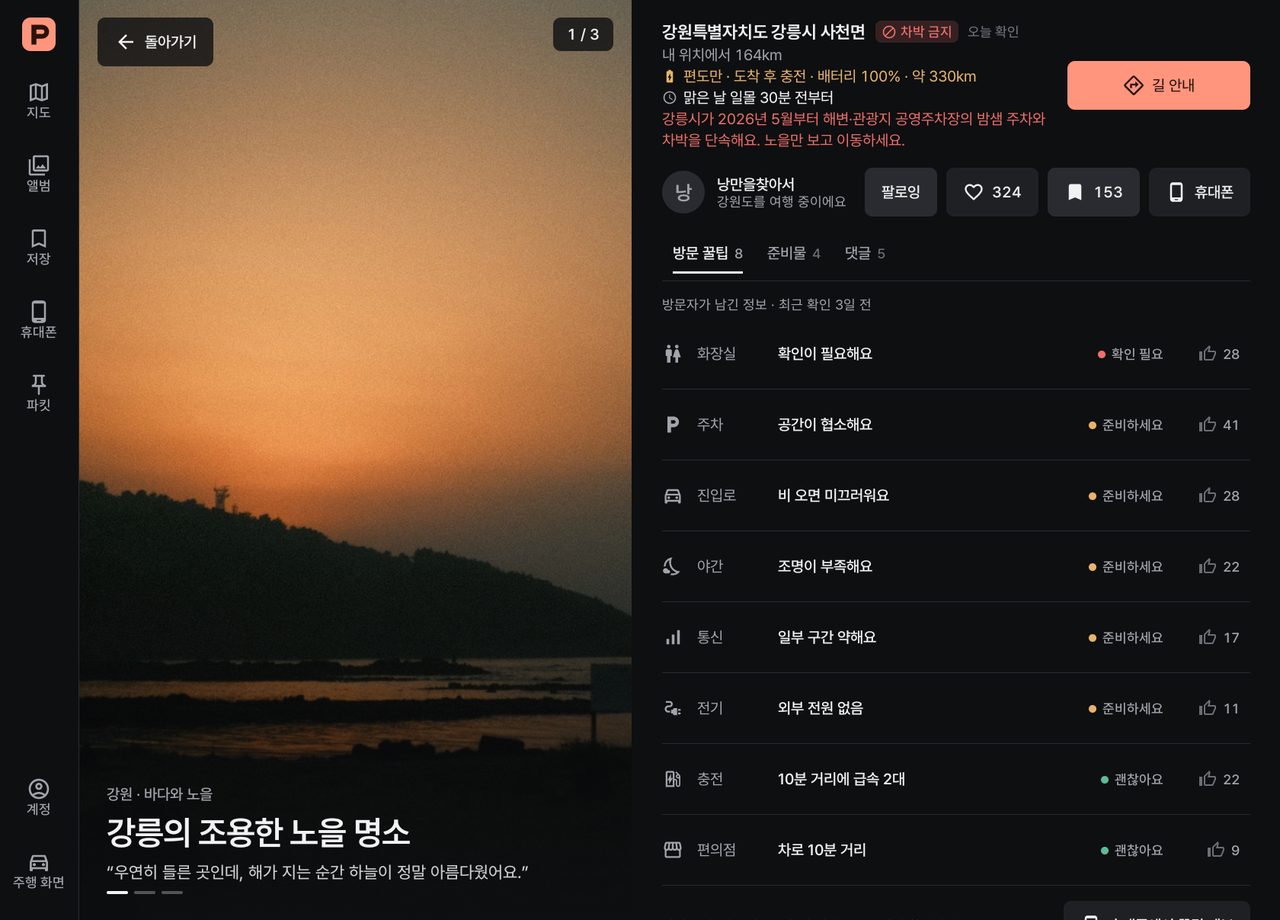 P
지도
앨범
저장
휴대폰
파킷
계정
주행 화면
돌아가기
1 / 3
강원 · 바다와 노을
강릉의 조용한 노을 명소
“우연히 들른 곳인데, 해가 지는 순간 하늘이 정말 아름다웠어요.”
강원특별자치도 강릉시 사천면 차박 금지 오늘 확인
내 위치에서 164km
편도만 · 도착 후 충전 · 배터리 100% · 약 330km
맑은 날 일몰 30분 전부터
강릉시가 2026년 5월부터 해변·관광지 공영주차장의 밤샘 주차와
차박을 단속해요. 노을만 보고 이동하세요.
길 안내
낭
낭만을찾아서
강원도를 여행 중이에요
팔로잉
324
153
휴대폰
방문 꿀팁 8 준비물 4 댓글 5
방문자가 남긴 정보 · 최근 확인 3일 전
화장실 확인이 필요해요 확인 필요 28
주차 공간이 협소해요 준비하세요 41
진입로 비 오면 미끄러워요 준비하세요 28
야간 조명이 부족해요 준비하세요 22
통신 일부 구간 약해요 준비하세요 17
전기 외부 전원 없음 준비하세요 11
충전 10분 거리에 급속 2대 괜찮아요 22
편의점 차로 10분 거리 괜찮아요 9